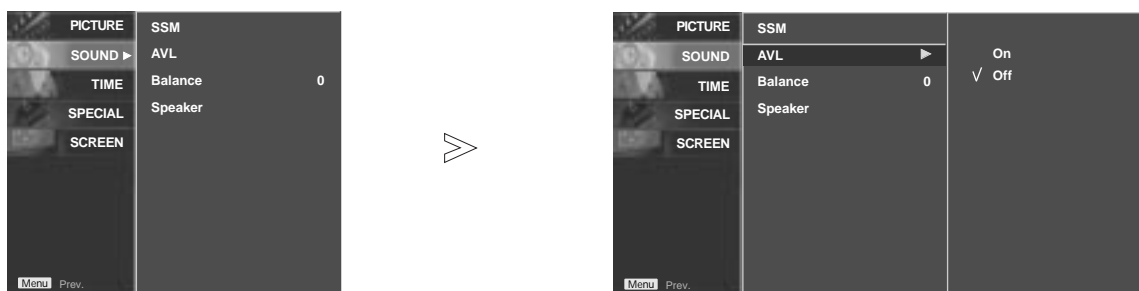 PICTURE
SOUND ►
TIME
SPECIAL
SCREEN
SSM
AVL
Balance 0
Speaker
Menu Prev.
PICTURE
SOUND
TIME
SPECIAL
SCREEN
SSM
AVL ►
Balance 0
Speaker
On
√ Off
Menu Prev.